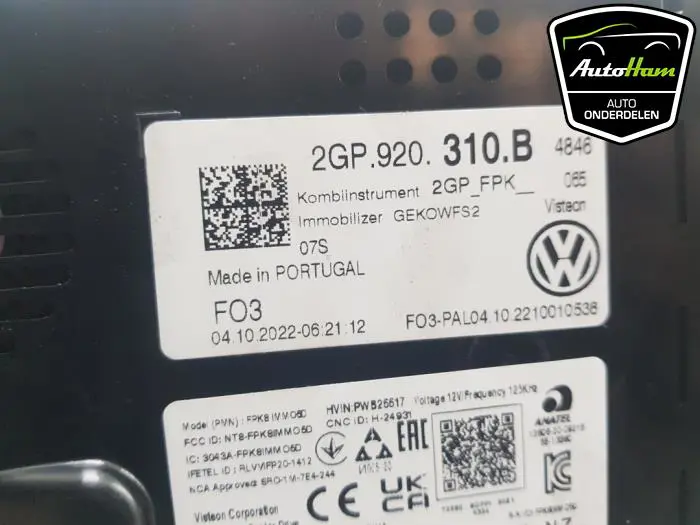 AutoHam
AUTO
ONDERDELEN
2GP.920. 310.B 4846
Kombiinstrument 2GP_FPK__ 065
Immobilizer GEKOWFS2 Visteon
07S
Made in PORTUGAL
FO3
04.10.2022-06:21:12 FO3-PAL04.10.2210010536
Model (PMN) : FPK8IMMO5D HVIN:PWB25517 Voltage 12V/Frequency 125KHz
FCC ID: NT8-FPK8IMMO5D CNC ID: H-24931
IC: 3043A-FPK8IMMO5D
IFETEL ID: RLVVIFP20-1412
NCA Approved: 6RO-1M-7E4-244
ANATEL
EAC
CE UK CA
Visteon Corporation